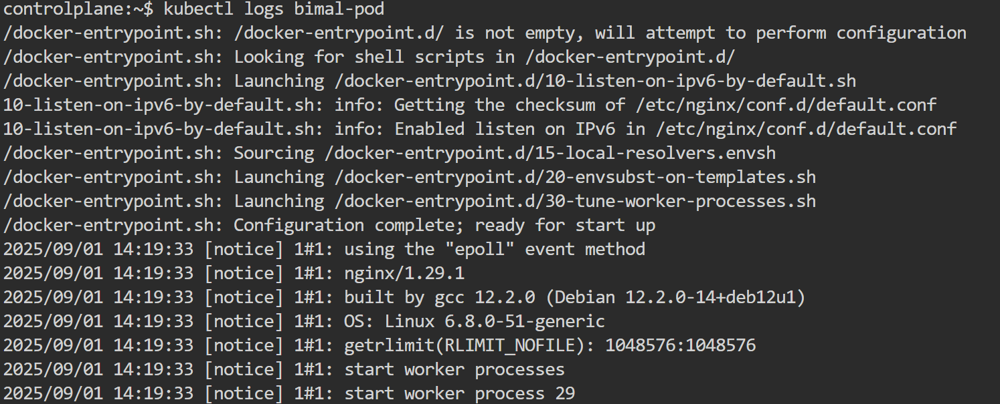 controlplane:~$ kubectl logs bimal-pod
/docker-entrypoint.sh: /docker-entrypoint.d/ is not empty, will attempt to perform configuration
/docker-entrypoint.sh: Looking for shell scripts in /docker-entrypoint.d/
/docker-entrypoint.sh: Launching /docker-entrypoint.d/10-listen-on-ipv6-by-default.sh
10-listen-on-ipv6-by-default.sh: info: Getting the checksum of /etc/nginx/conf.d/default.conf
10-listen-on-ipv6-by-default.sh: info: Enabled listen on IPv6 in /etc/nginx/conf.d/default.conf
/docker-entrypoint.sh: Sourcing /docker-entrypoint.d/15-local-resolvers.envsh
/docker-entrypoint.sh: Launching /docker-entrypoint.d/20-envsubst-on-templates.sh
/docker-entrypoint.sh: Launching /docker-entrypoint.d/30-tune-worker-processes.sh
/docker-entrypoint.sh: Configuration complete; ready for start up
2025/09/01 14:19:33 [notice] 1#1: using the "epoll" event method
2025/09/01 14:19:33 [notice] 1#1: nginx/1.29.1
2025/09/01 14:19:33 [notice] 1#1: built by gcc 12.2.0 (Debian 12.2.0-14+deb12u1)
2025/09/01 14:19:33 [notice] 1#1: OS: Linux 6.8.0-51-generic
2025/09/01 14:19:33 [notice] 1#1: getrlimit(RLIMIT_NOFILE): 1048576:1048576
2025/09/01 14:19:33 [notice] 1#1: start worker processes
2025/09/01 14:19:33 [notice] 1#1: start worker process 29